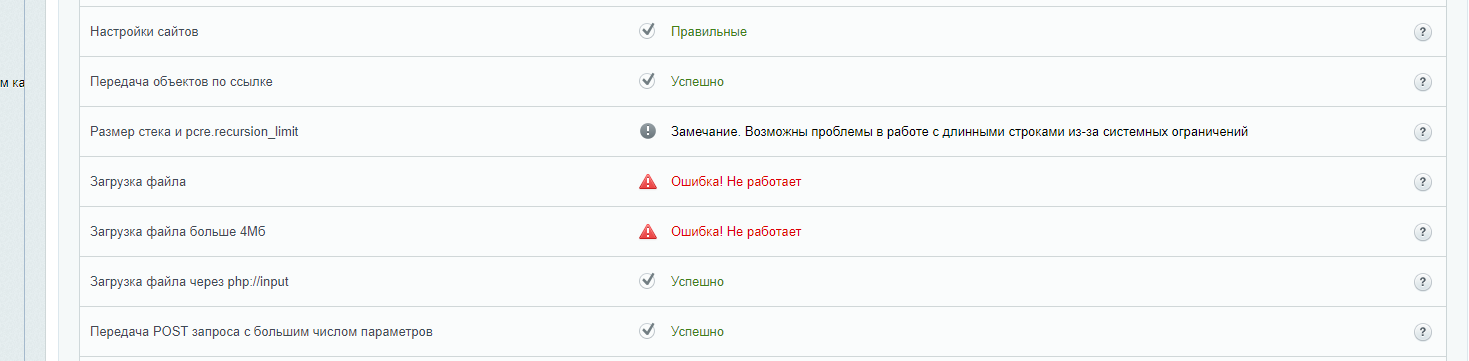 Настройки сайтов Правильные ?
м ка Передача объектов по ссылке Успешно ?
Размер стека и pcre.recursion_limit Замечание. Возможны проблемы в работе с длинными строками из-за системных ограничений ?
Загрузка файла Ошибка! Не работает ?
Загрузка файла больше 4Мб Ошибка! Не работает ?
Загрузка файла через php://input Успешно ?
Передача POST запроса с большим числом параметров Успешно ?